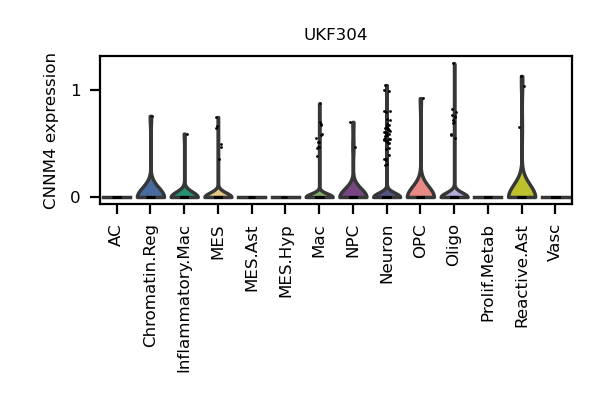 UKF304
CNNM4 expression
1
0
AC
Chromatin.Reg
Inflammatory.Mac
MES
MES.Ast
MES.Hyp
Mac
NPC
Neuron
OPC
Oligo
Prolif.Metab
Reactive.Ast
Vasc